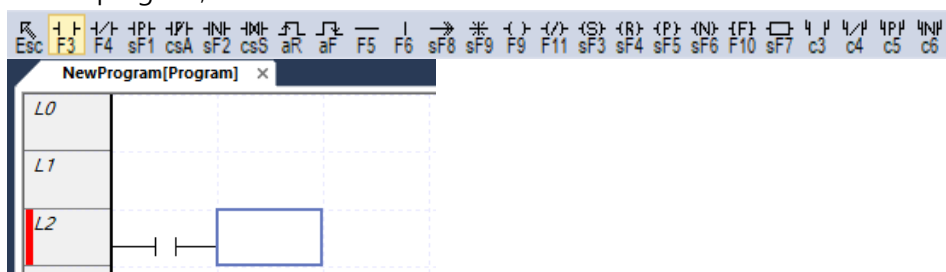 Esc F3 F4 sF1 csA sF2 csS aR aF F5 F6 sF8 sF9 F9 F11 sF3 sF4 sF5 sF6 F10 sF7 c3 c4 c5 c6
NewProgram[Program] ×
L0
L1
L2